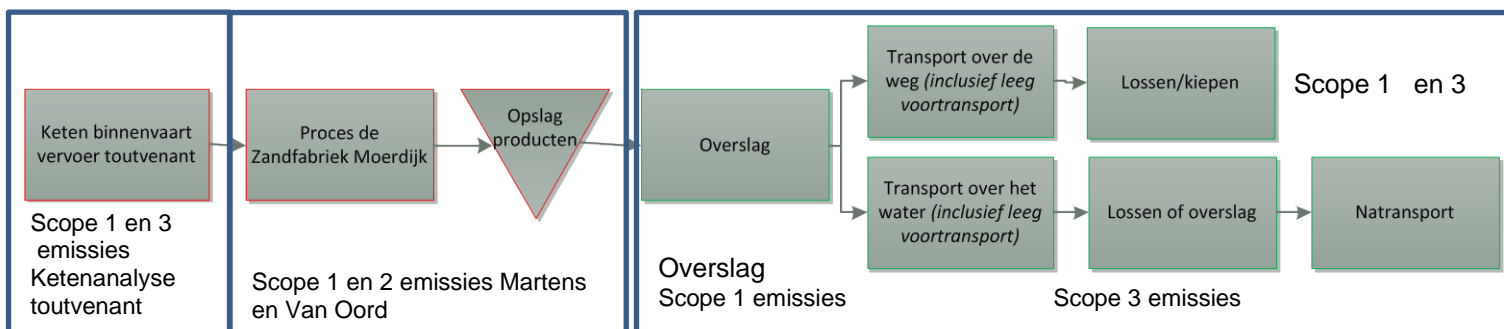 Keten binnenvaart
vervoer toutvenant
Scope 1 en 3
emissies
Ketenanalyse
toutvenant
Proces de
Zandfabriek Moerdijk
Opslag
producten
Scope 1 en 2 emissies Martens
en Van Oord
Overslag
Transport over de
weg (inclusief leeg
voortransport)
Lossen/kiepen
Scope 1 en 3
Transport over het
water (inclusief leeg
voortransport)
Lossen of overslag
Natransport
Overslag
Scope 1 emissies
Scope 3 emissies